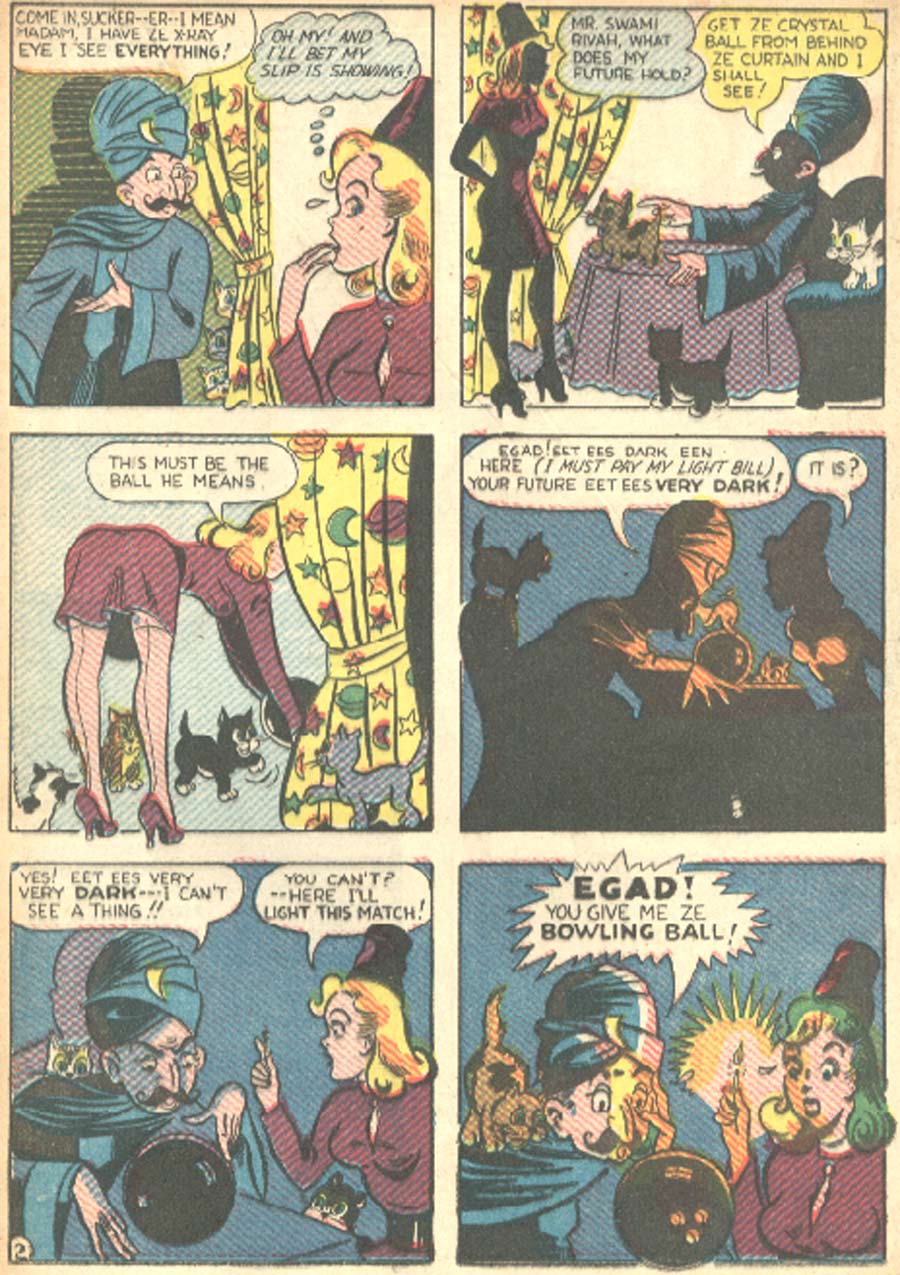 COME IN, SUCKER--ER--I MEAN
MADAM, I HAVE ZE X-RAY
EYE I SEE EVERYTHING!
OH MY! AND
I'LL BET MY
SLIP IS SHOWING!
MR. SWAMI
RIVAH, WHAT
DOES MY
FUTURE HOLD?
GET ZE CRYSTAL
BALL FROM BEHIND
ZE CURTAIN AND I
SHALL
SEE!
THIS MUST BE THE
BALL HE MEANS.
EGAD! EET EES DARK EEN
HERE (I MUST PAY MY LIGHT BILL)
YOUR FUTURE EET EES VERY DARK!
IT IS?
YES! EET EES VERY
VERY DARK---I CAN'T
SEE A THING!!
YOU CAN'T?
--HERE I'LL
LIGHT THIS MATCH!
EGAD!
YOU GIVE ME ZE
BOWLING BALL!
2